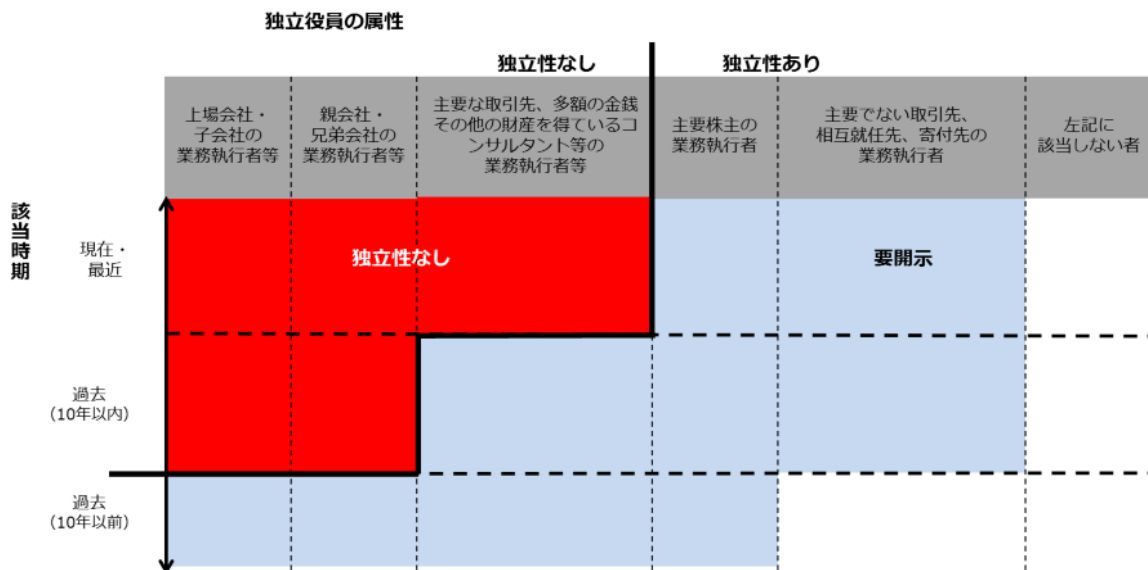 独立役員の属性
独立性なし
独立性あり
上場会社・
子会社の
業務執行者等
親会社・
兄弟会社の
業務執行者等
主要な取引先、多額の金銭
その他の財産を得ているコ
ンサルタント等の
業務執行者等
主要株主の
業務執行者
主要でない取引先、
相互就任先、寄付先の
業務執行者
左記に
該当しない者
該当時期
現在・
最近
独立性なし
要開示
過去
（10年以内）
過去
（10年以前）